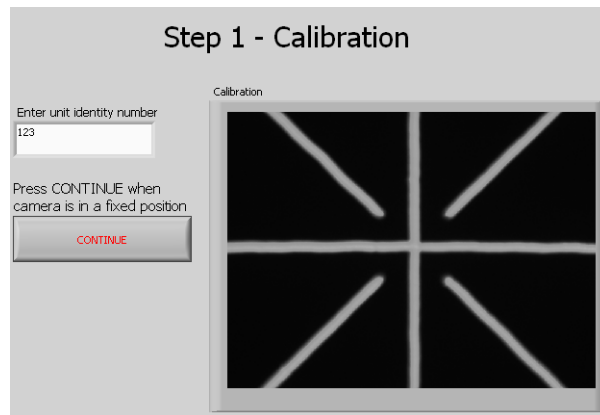 Step 1 - Calibration
Calibration
Enter unit identity number
123
Press CONTINUE when
camera is in a fixed position
CONTINUE